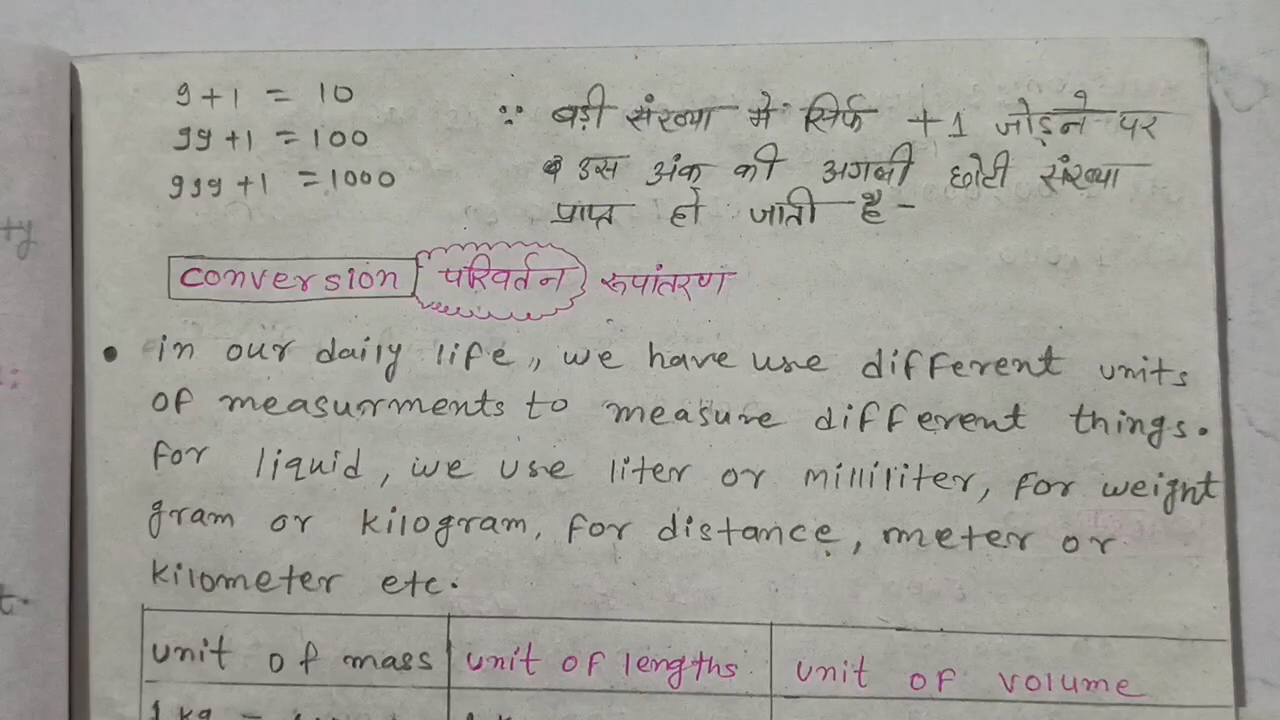 9+1 = 10
99+1 = 100
999+1 = 1000
∵ बड़ी संख्या में सिर्फ +1 जोड़ने पर
उस अंक की अगली छोटी संख्या
प्राप्त हो जाती है -
conversion परिवर्तन रूपांतरण
• in our daily life,, we have use different units
of measurments to measure different things.
for liquid, we use liter or milliliter, for weight
gram or kilogram, for distance, meter or
kilometer etc.
unit of mass unit of lengths unit of volume
1 kg =